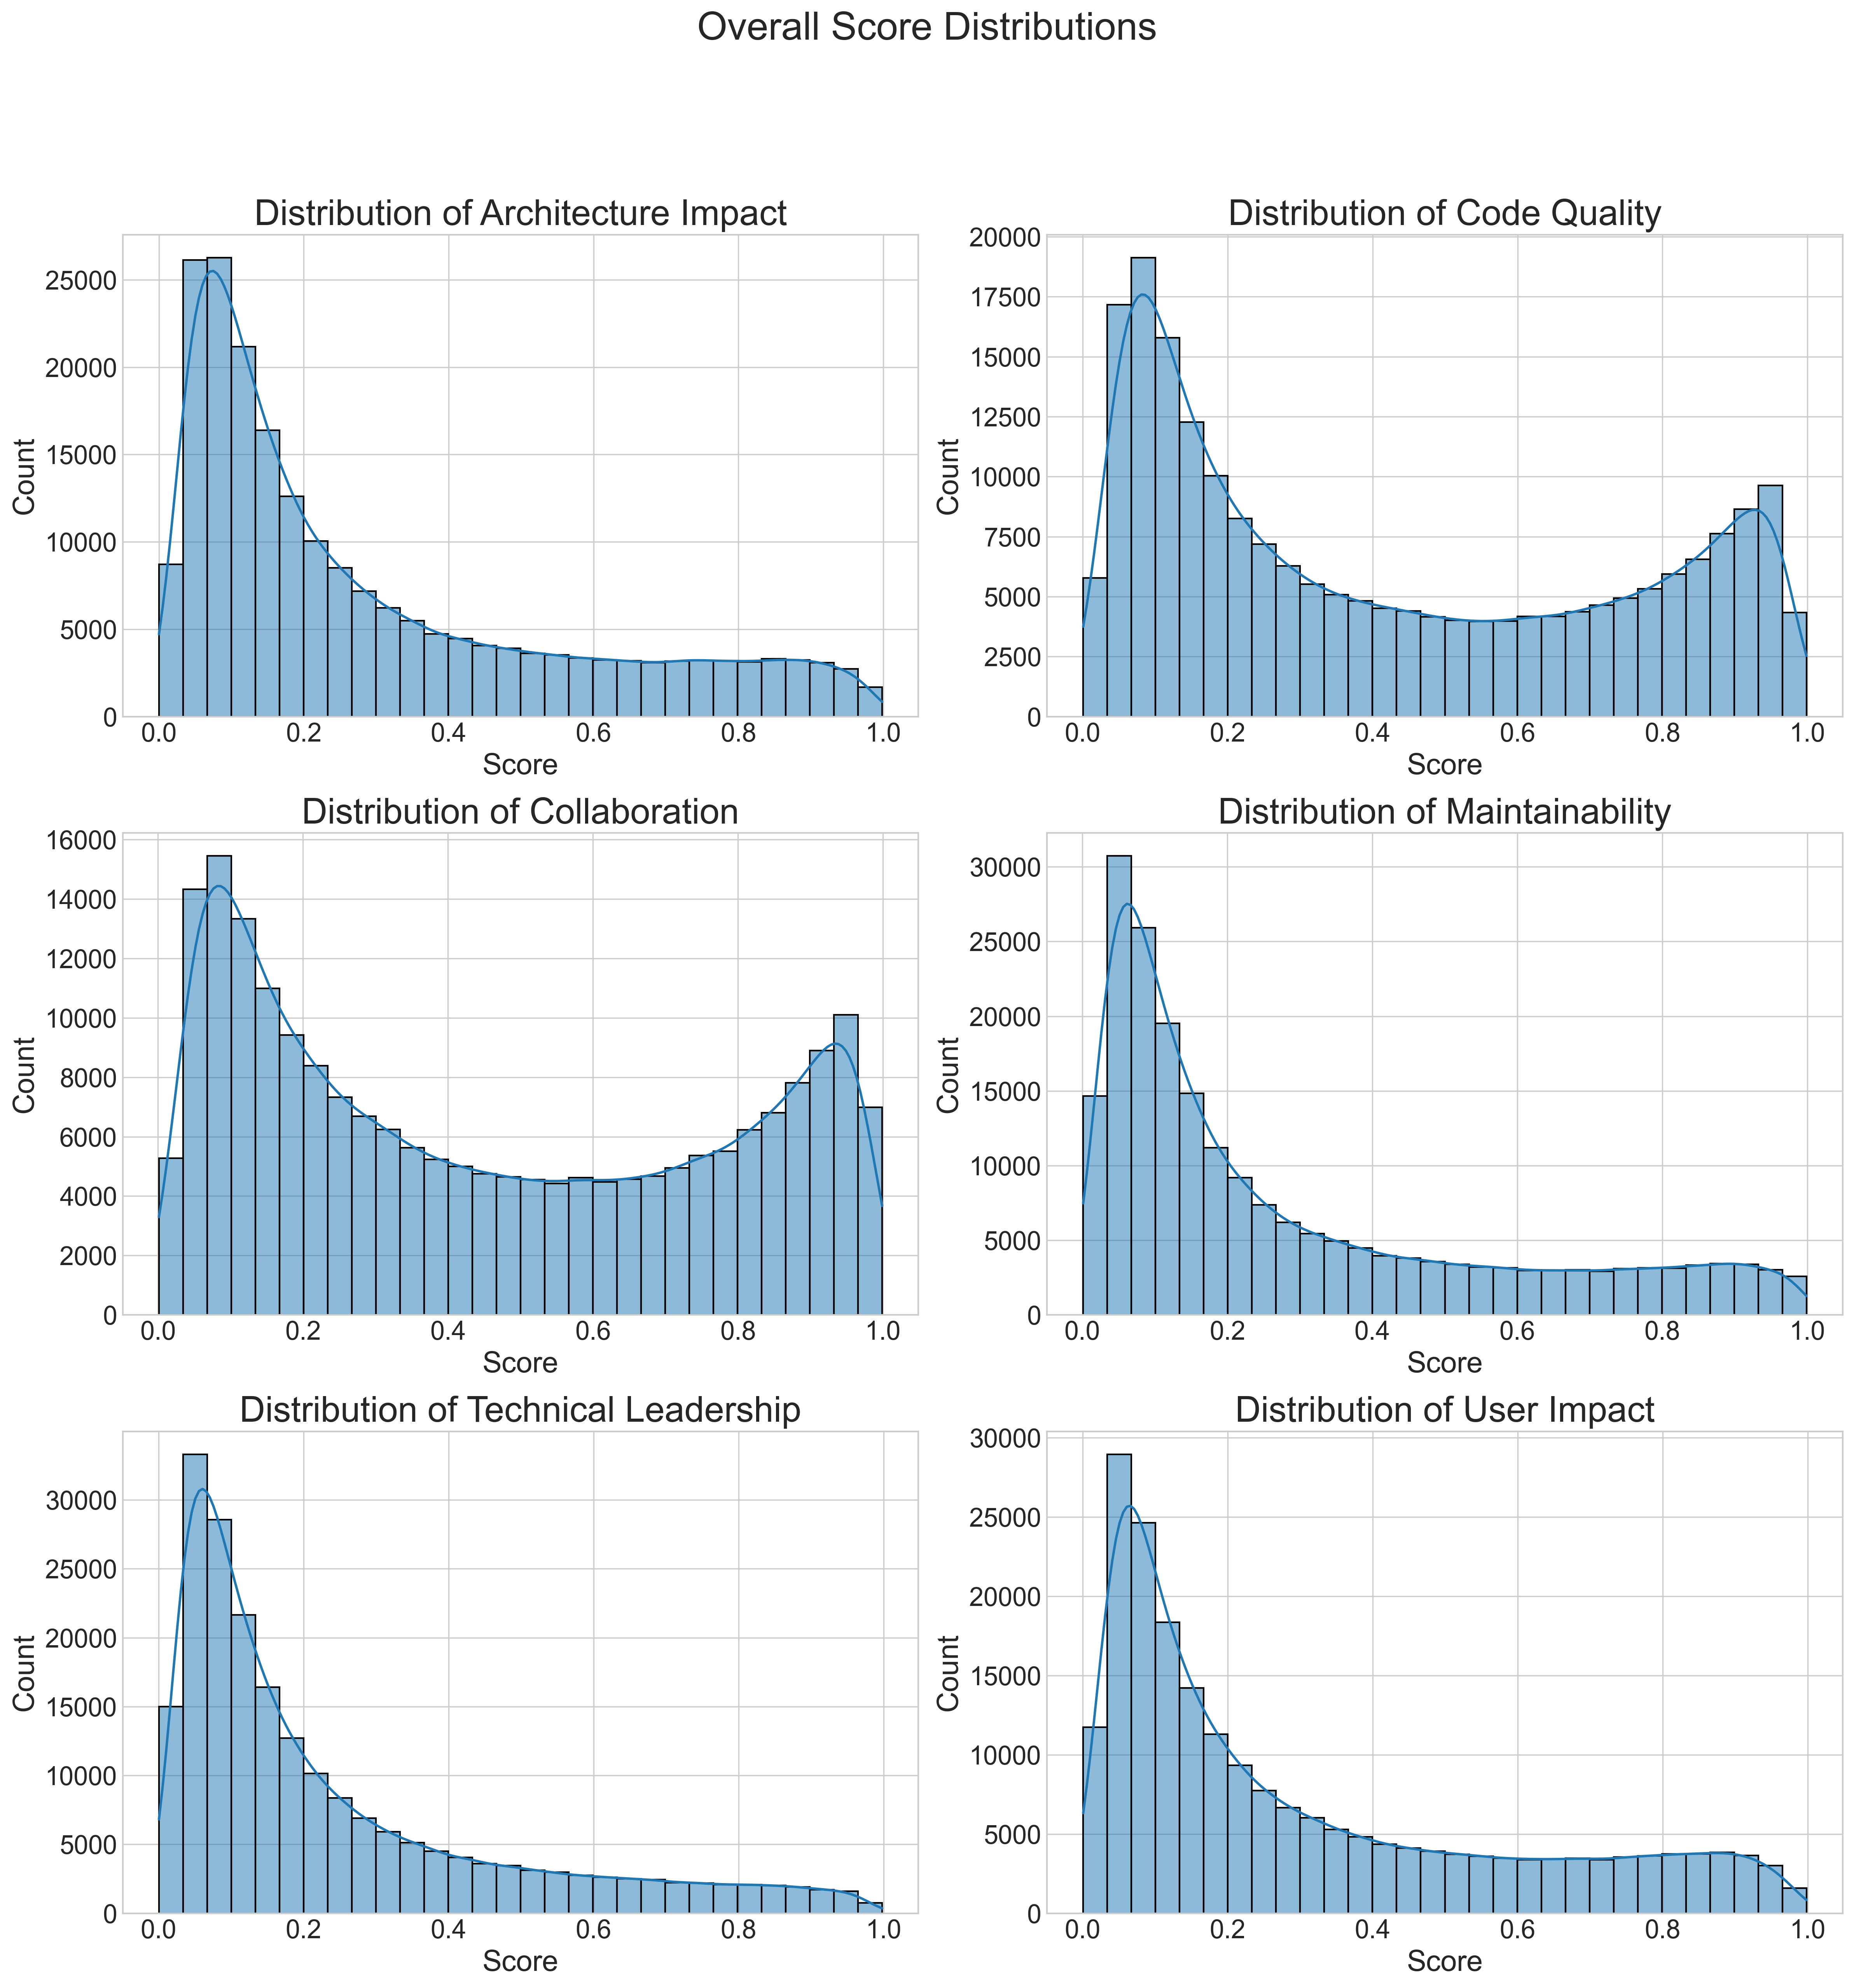 Overall Score Distributions
Distribution of Architecture Impact
Count
25000
20000
15000
10000
5000
0
0.0 0.2 0.4 0.6 0.8 1.0
Score
Distribution of Code Quality
Count
20000
17500
15000
12500
10000
7500
5000
2500
0
0.0 0.2 0.4 0.6 0.8 1.0
Score
Distribution of Collaboration
Count
16000
14000
12000
10000
8000
6000
4000
2000
0
0.0 0.2 0.4 0.6 0.8 1.0
Score
Distribution of Maintainability
Count
30000
25000
20000
15000
10000
5000
0
0.0 0.2 0.4 0.6 0.8 1.0
Score
Distribution of Technical Leadership
Count
30000
25000
20000
15000
10000
5000
0
0.0 0.2 0.4 0.6 0.8 1.0
Score
Distribution of User Impact
Count
30000
25000
20000
15000
10000
5000
0
0.0 0.2 0.4 0.6 0.8 1.0
Score